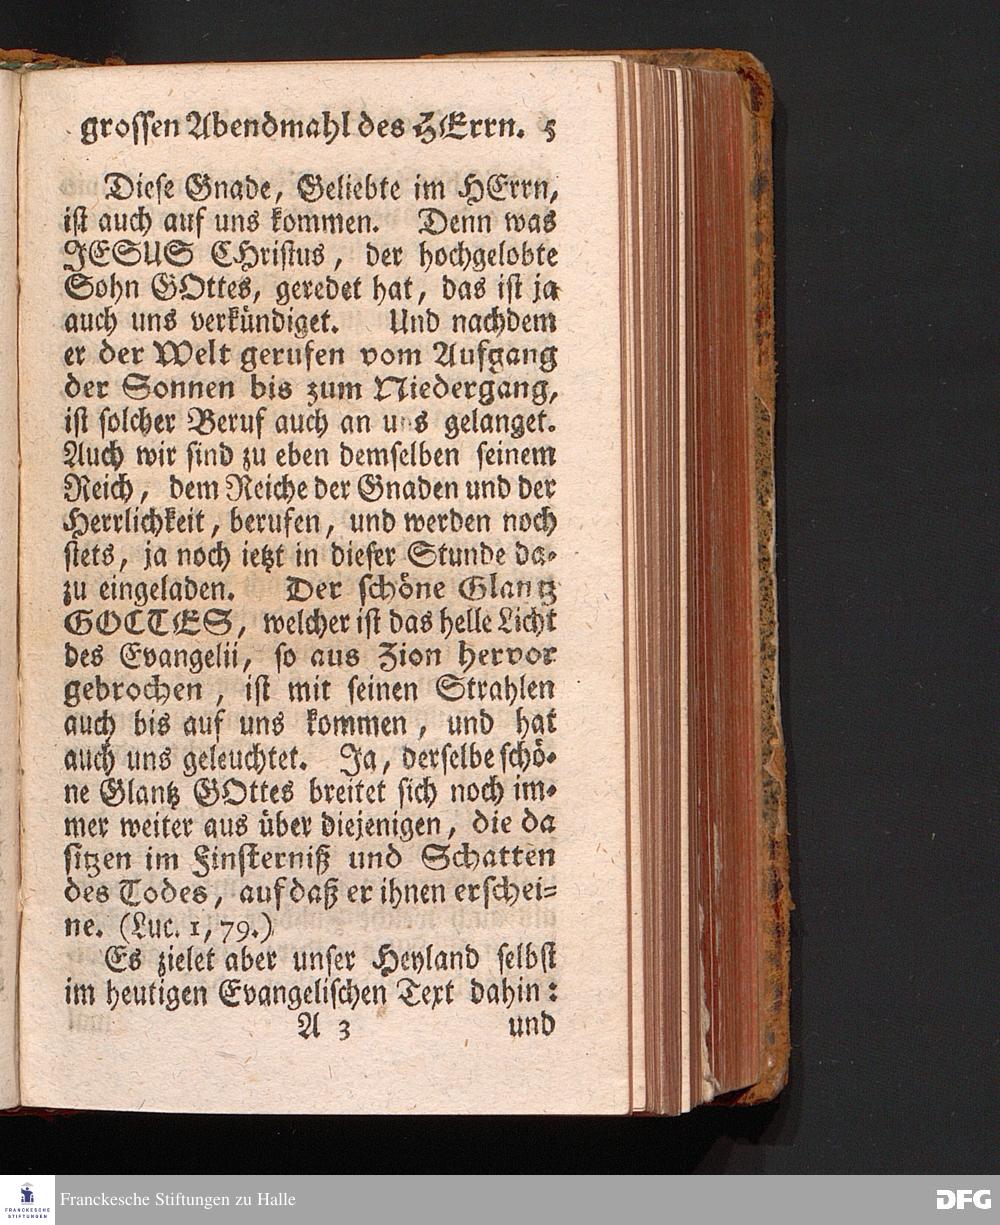 grossen Abendmahl des HErrn. 5
Diese Gnade, Geliebte im HErrn,
ist auch auf uns kommen. Denn was
JESUS CHristus, der hochgelobte
Sohn GOttes, geredet hat, das ist ja
auch uns verkündiget. Und nachdem
er der Welt gerufen vom Aufgang
der Sonnen bis zum Niedergang,
ist solcher Beruf auch an uns gelanget.
Auch wir sind zu eben demselben seinem
Reich, dem Reiche der Gnaden und der
Herrlichkeit, berufen, und werden noch
stets, ja noch ietzt in dieser Stunde da-
zu eingeladen. Der schöne Glantz
GOTTES, welcher ist das helle Licht
des Evangelii, so aus Zion hervor
gebrochen, ist mit seinen Strahlen
auch bis auf uns kommen, und hat
auch uns geleuchtet. Ja, derselbe schö-
ne Glantz GOttes breitet sich noch im-
mer weiter aus über diejenigen, die da
sitzen im Finsterniß und Schatten
des Todes, auf daß er ihnen erschei-
ne. (Luc. 1, 79.)
Es zielet aber unser Heyland selbst
im heutigen Evangelischen Text dahin:
A 3 und
FRANCKESCHE
STIFTUNGEN
Franckesche Stiftungen zu Halle
DFG